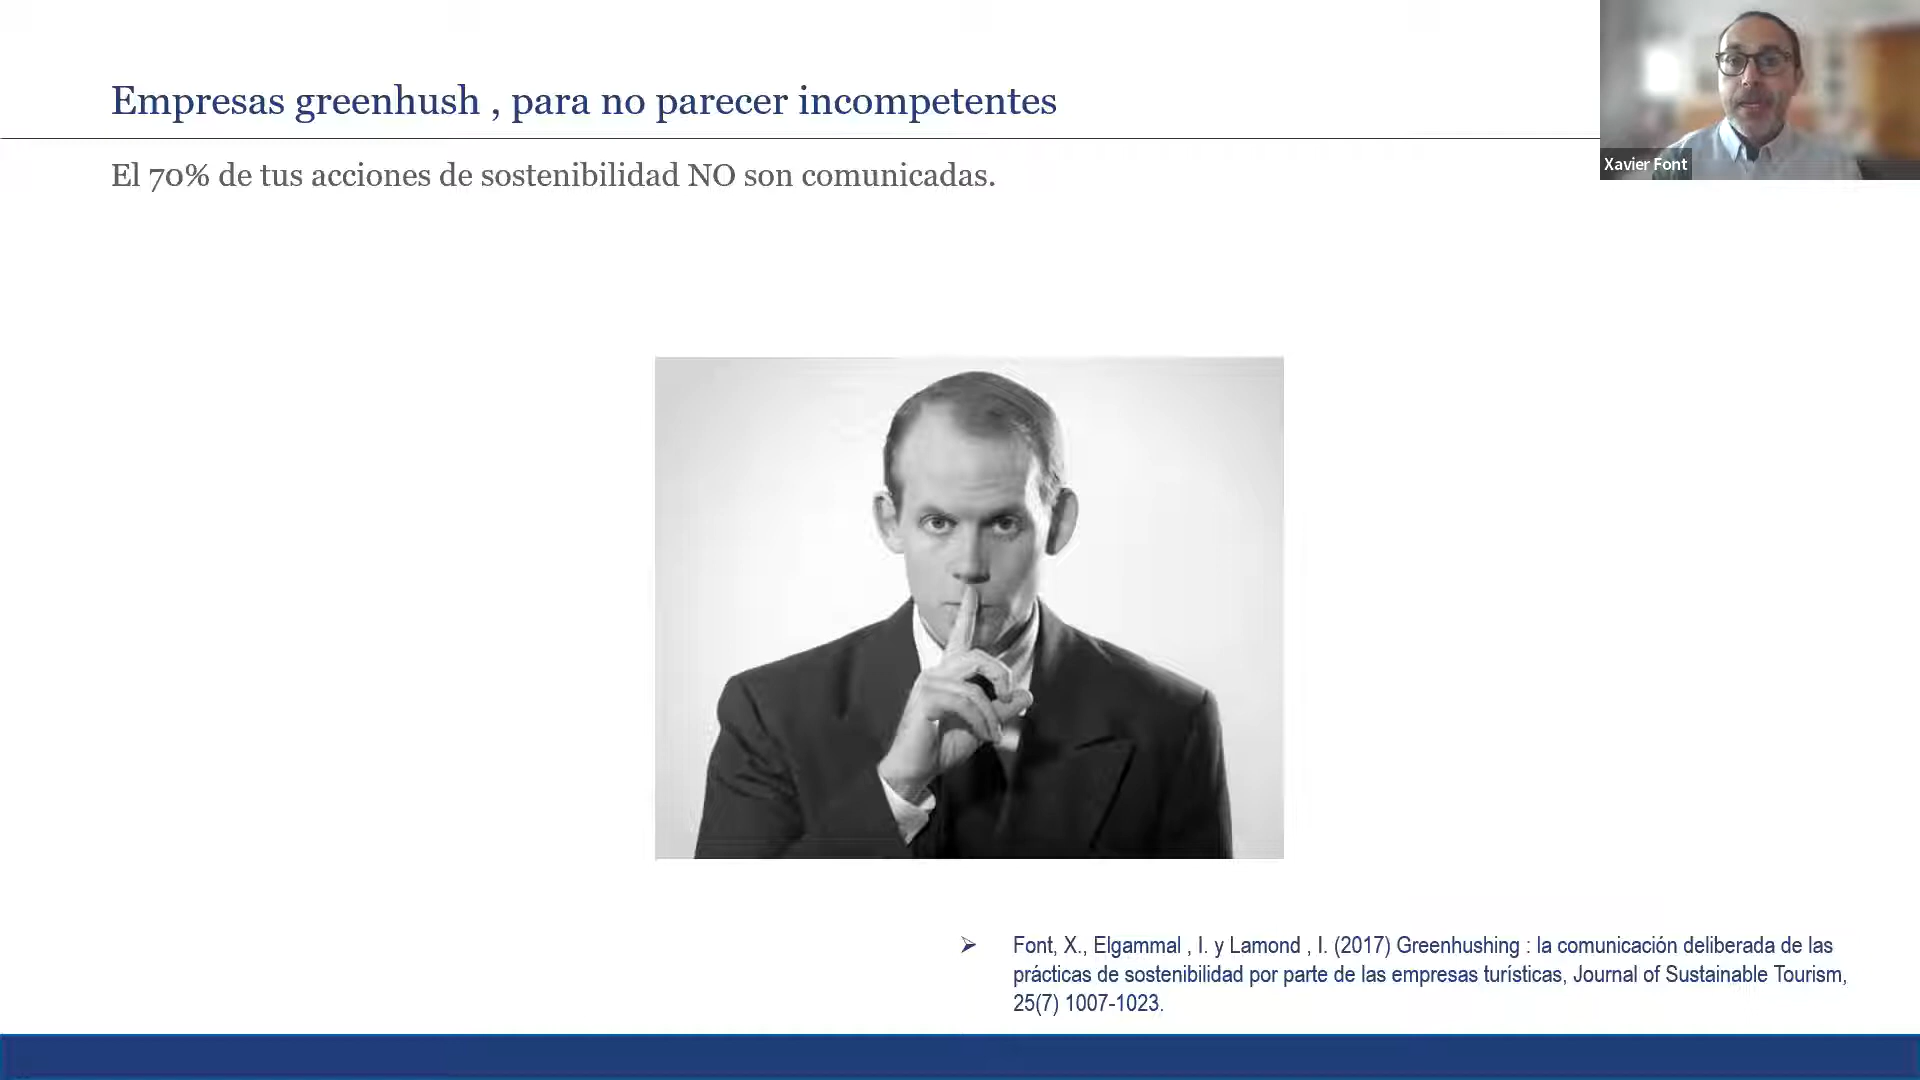 Empresas greenhush , para no parecer incompetentes
El 70% de tus acciones de sostenibilidad NO son comunicadas.
Xavier Font
➢ Font, X., Elgammal , I. y Lamond , I. (2017) Greenhushing : la comunicación deliberada de las
prácticas de sostenibilidad por parte de las empresas turísticas, Journal of Sustainable Tourism,
25(7) 1007-1023.